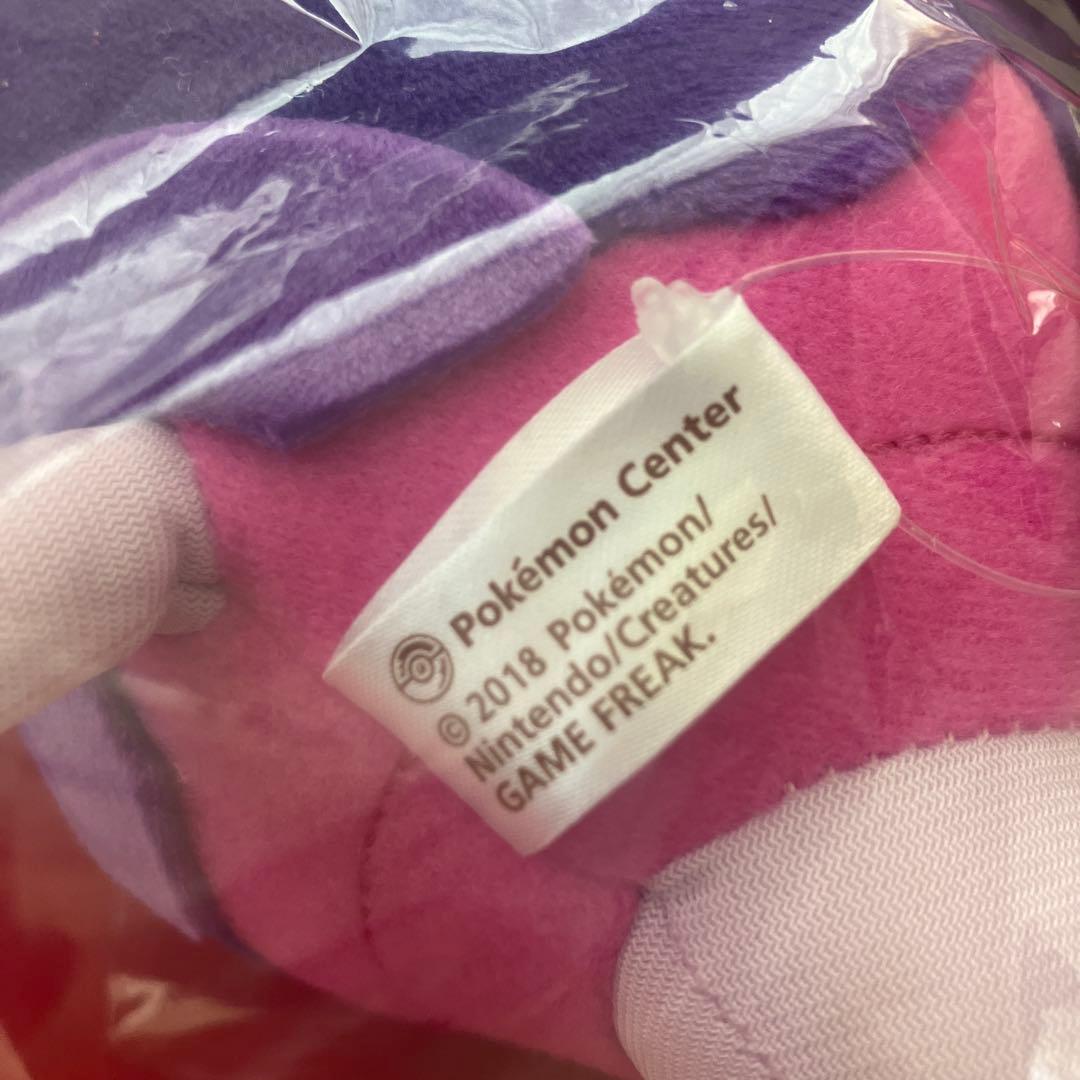 Pokémon Center
© 2018 Pokémon/
Nintendo/Creatures/
GAME FREAK.